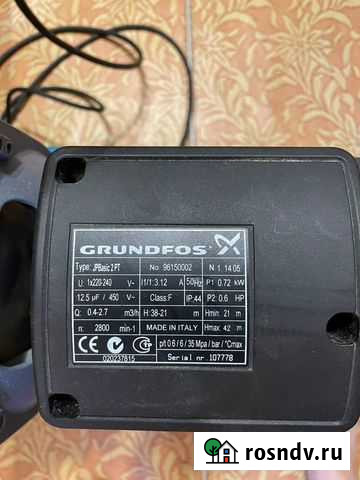 GRUNDFOS
Type: JPBasic 2 PT No: 96150002 N 1. 14 05
U: 1x220-240 V~ I1/1: 3.12 A 50Hz P1: 0.72 kW
12.5 µF / 450 V~ Class: F IP:44 P2: 0.6 HP
Q: 0.4-2.7 m3/h H: 38-21 m Hmin: 21 m
n: 2800 min-1 MADE IN ITALY Hmax: 42 m
p/t 0.6 / 6 / 35 Mpa / bar / °Cmax
020237815 Serial nr. 107778
rosndv.ru